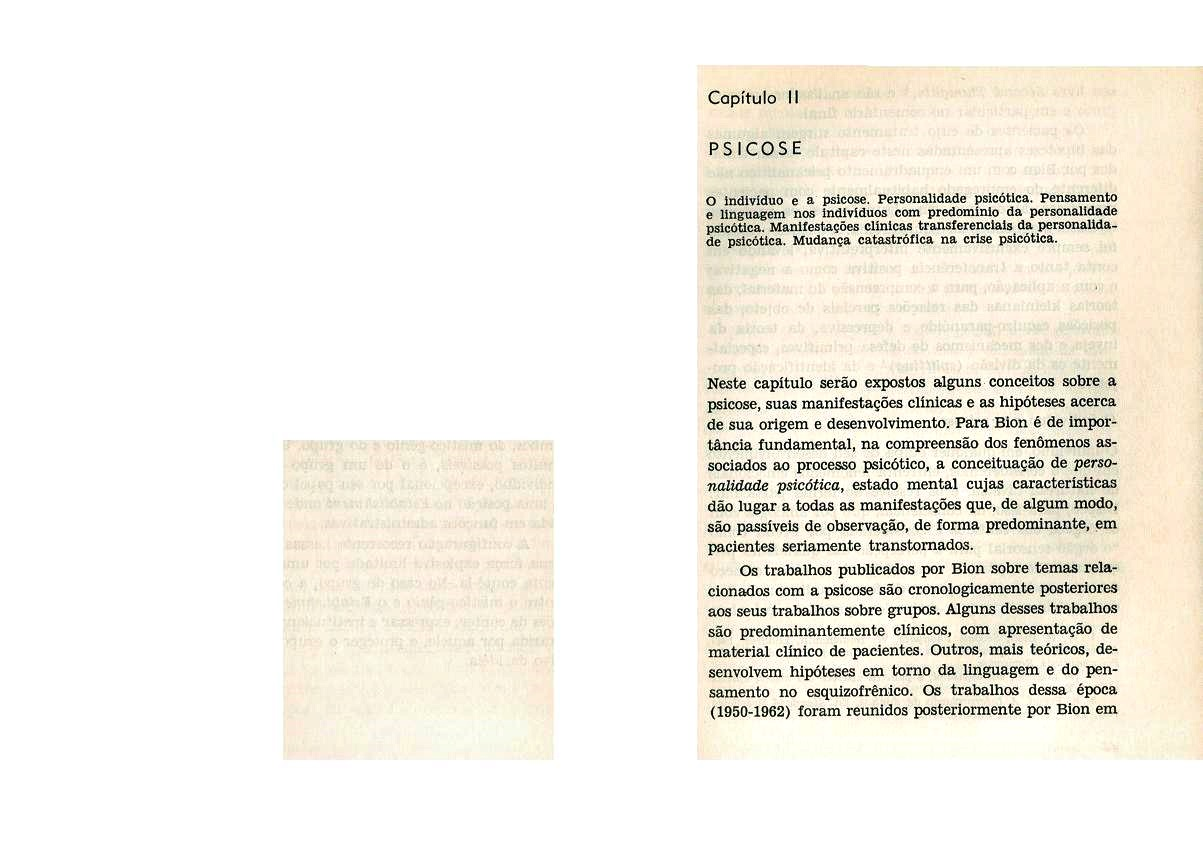 Capítulo II
PSICOSE
O indivíduo e a psicose. Personalidade psicótica. Pensamento
e linguagem nos indivíduos com predomínio da personalidade
psicótica. Manifestações clínicas transferenciais da personalida-
de psicótica. Mudança catastrófica na crise psicótica.
Neste capítulo serão expostos alguns conceitos sobre a
psicose, suas manifestações clínicas e as hipóteses acerca
de sua origem e desenvolvimento. Para Bion é de impor-
tância fundamental, na compreensão dos fenômenos as-
sociados ao processo psicótico, a conceituação de perso-
nalidade psicótica, estado mental cujas características
dão lugar a todas as manifestações que, de algum modo,
são passíveis de observação, de forma predominante, em
pacientes seriamente transtornados.
Os trabalhos publicados por Bion sobre temas rela-
cionados com a psicose são cronologicamente posteriores
aos seus trabalhos sobre grupos. Alguns desses trabalhos
são predominantemente clínicos, com apresentação de
material clínico de pacientes. Outros, mais teóricos, de-
senvolvem hipóteses em torno da linguagem e do pen-
samento no esquizofrênico. Os trabalhos dessa época
(1950-1962) foram reunidos posteriormente por Bion em